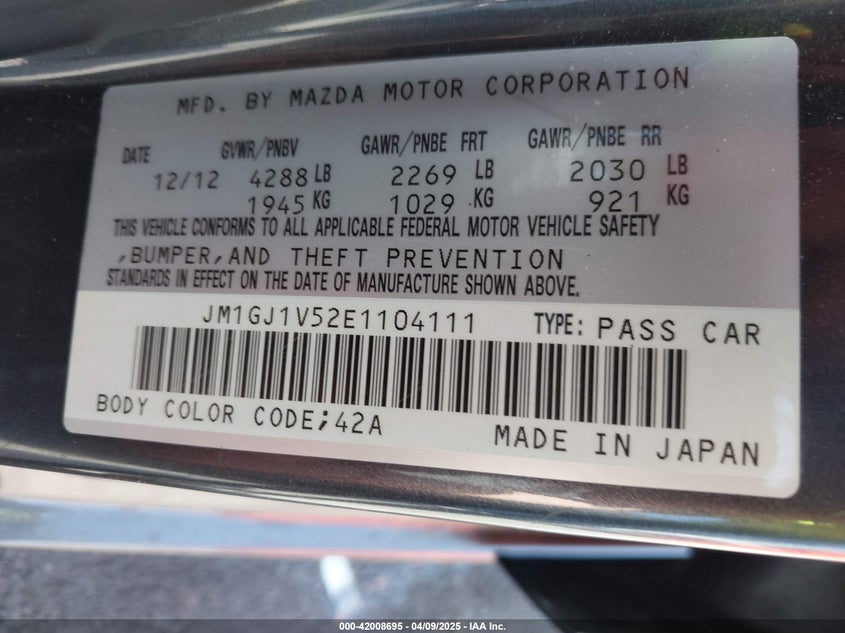 MFD. BY MAZDA MOTOR CORPORATION
DATE GVWR/PNBV GAWR/PNBE FRT GAWR/PNBE RR
12/12 4288 LB 2269 LB 2030 LB
1945 KG 1029 KG 921 KG
THIS VEHICLE CONFORMS TO ALL APPLICABLE FEDERAL MOTOR VEHICLE SAFETY
,BUMPER,AND THEFT PREVENTION
STANDARDS IN EFFECT ON THE DATE OF MANUFACTURE SHOWN ABOVE.
JM1GJ1V52E1104111 TYPE: PASS CAR
BODY COLOR CODE;42A MADE IN JAPAN
000-42008695 04/09/2025 IAA Inc.